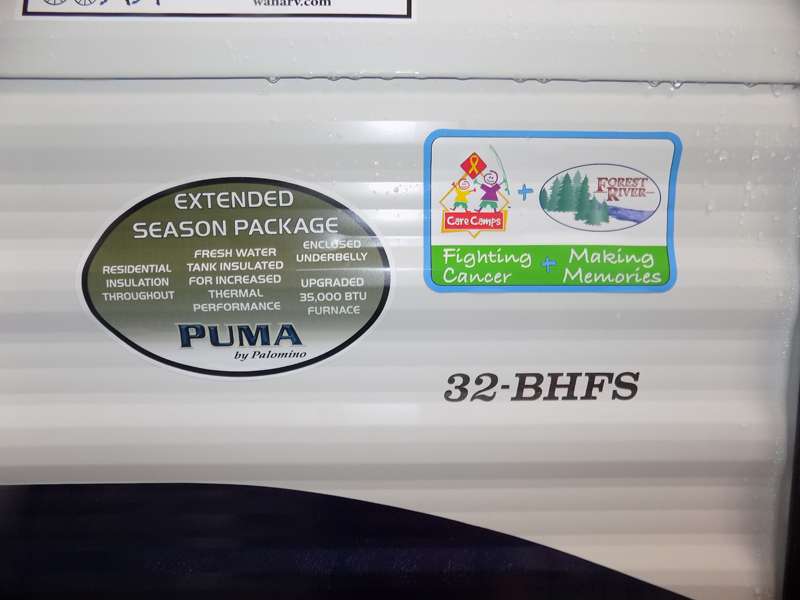 wanarv.com
EXTENDED
SEASON PACKAGE
RESIDENTIAL
INSULATION
THROUGHOUT
FRESH WATER
TANK INSULATED
FOR INCREASED
THERMAL
PERFORMANCE
ENCLOSED
UNDERBELLY
UPGRADED
35,000 BTU
FURNACE
PUMA
by Palomino
Care Camps
+
FOREST
RIVER
Fighting
Cancer
+
Making
Memories
32-BHFS